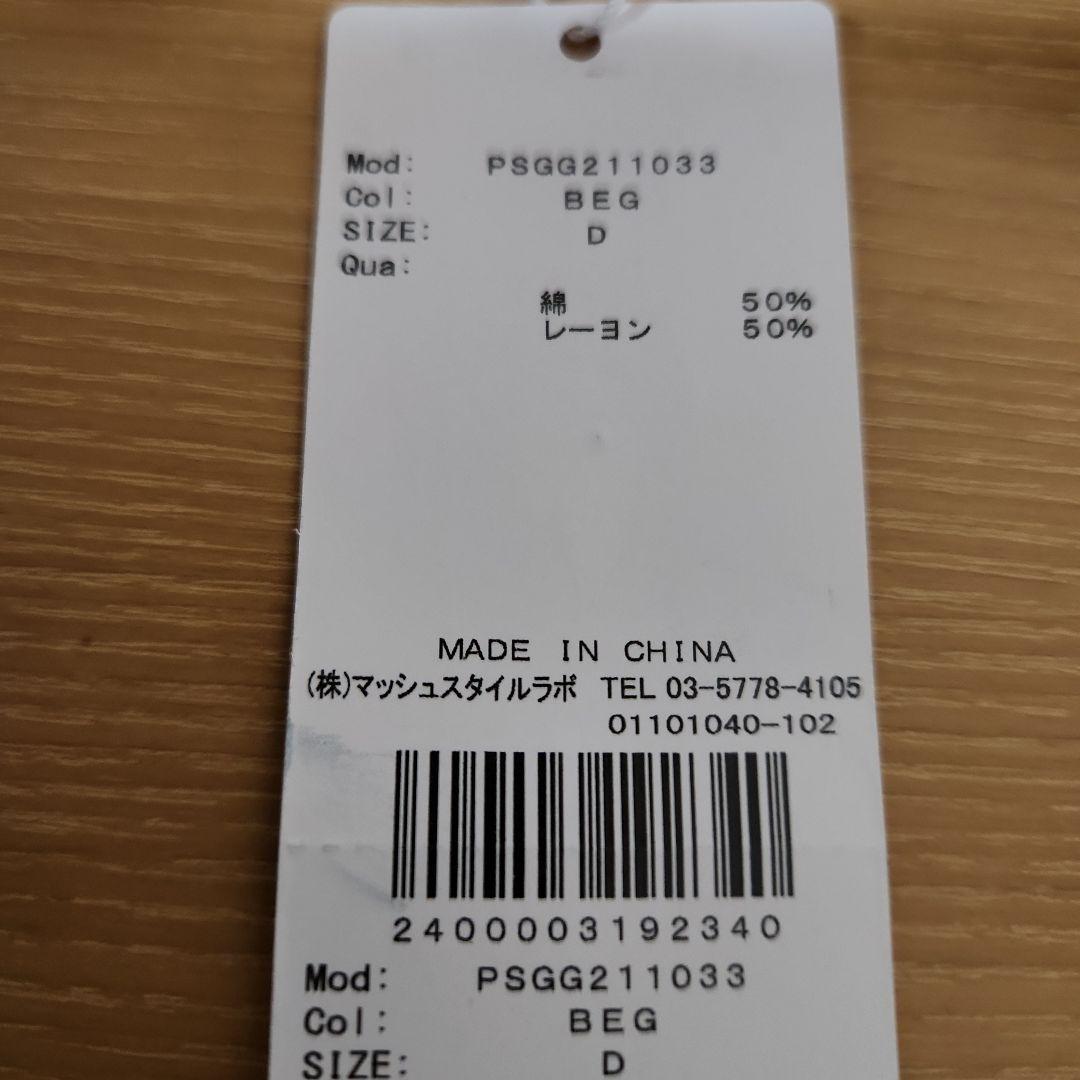 Mod: PSGG211033
Col: BEG
SIZE: D
Qua:
綿 50%
レーヨン 50%
MADE IN CHINA
(株)マッシュスタイルラボ TEL 03-5778-4105
01101040-102
2400003192340
Mod: PSGG211033
Col: BEG
SIZE: D